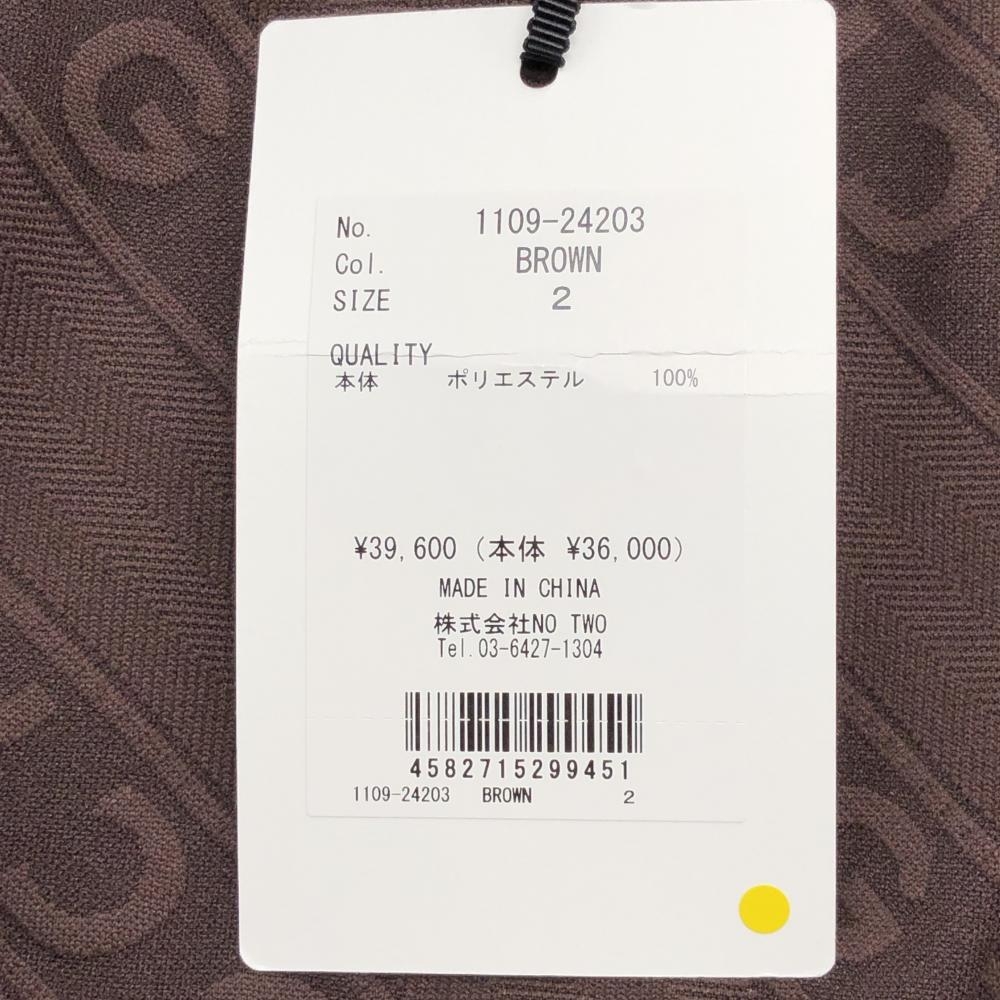 No. 1109-24203
Col. BROWN
SIZE 2
QUALITY
本体 ポリエステル 100%
¥39,600 (本体 ¥36,000)
MADE IN CHINA
株式会社NO TWO
Tel.03-6427-1304
4582715299451
1109-24203 BROWN 2